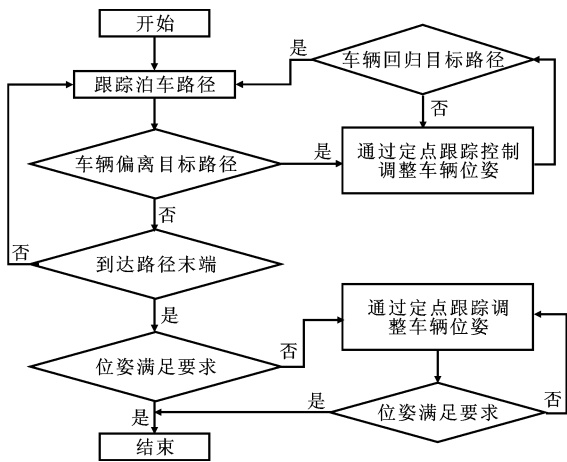 开始
是
车辆回归目标路径
跟踪泊车路径
否
车辆偏离目标路径
是
通过定点跟踪控制
调整车辆位姿
否
否
到达路径末端
是
通过定点跟踪调
整车辆位姿
位姿满足要求
否
是
是
位姿满足要求
否
结束